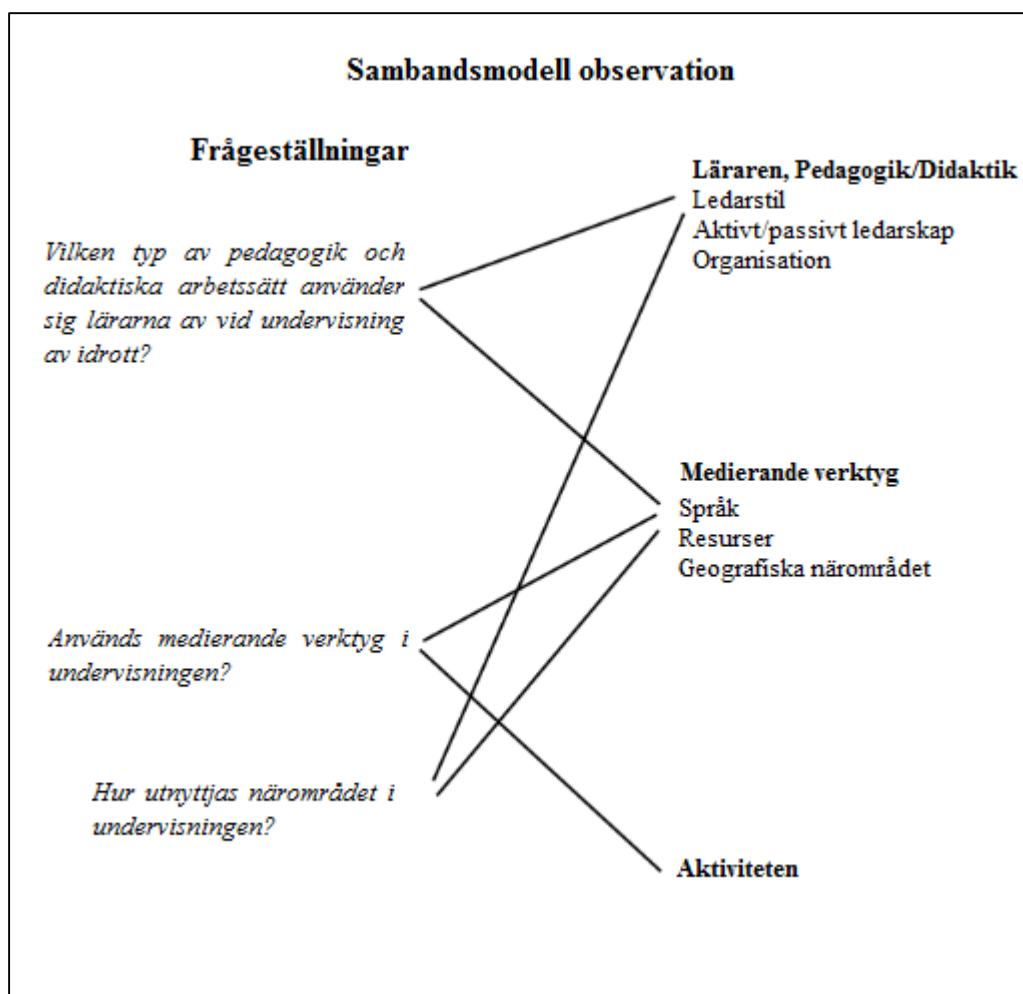 Sambandsmodell observation
Frågeställningar
Vilken typ av pedagogik och
didaktiska arbetssätt använder
sig lärarna av vid undervisning
av idrott?
Används medierande verktyg i
undervisningen?
Hur utnyttjas närområdet i
undervisningen?
Läraren, Pedagogik/Didaktik
Ledarstil
Aktivt/passivt ledarskap
Organisation
Medierande verktyg
Språk
Resurser
Geografiska närområdet
Aktiviteten